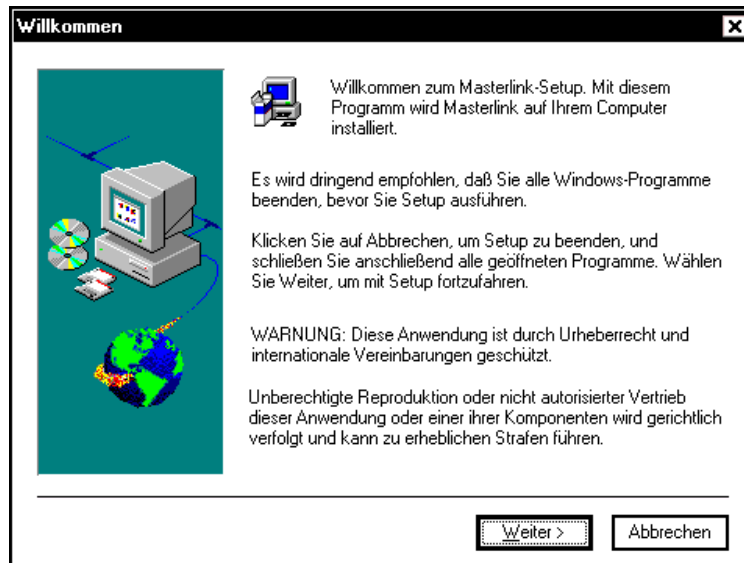 Willkommen
Willkommen zum Masterlink-Setup. Mit diesem
Programm wird Masterlink auf Ihrem Computer
installiert.
Es wird dringend empfohlen, daß Sie alle Windows-Programme
beenden, bevor Sie Setup ausführen.
Klicken Sie auf Abbrechen, um Setup zu beenden, und
schließen Sie anschließend alle geöffneten Programme. Wählen
Sie Weiter, um mit Setup fortzufahren.
WARNUNG: Diese Anwendung ist durch Urheberrecht und
internationale Vereinbarungen geschützt.
Unberechtigte Reproduktion oder nicht autorisierter Vertrieb
dieser Anwendung oder einer ihrer Komponenten wird gerichtlich
verfolgt und kann zu erheblichen Strafen führen.
Weiter >
Abbrechen